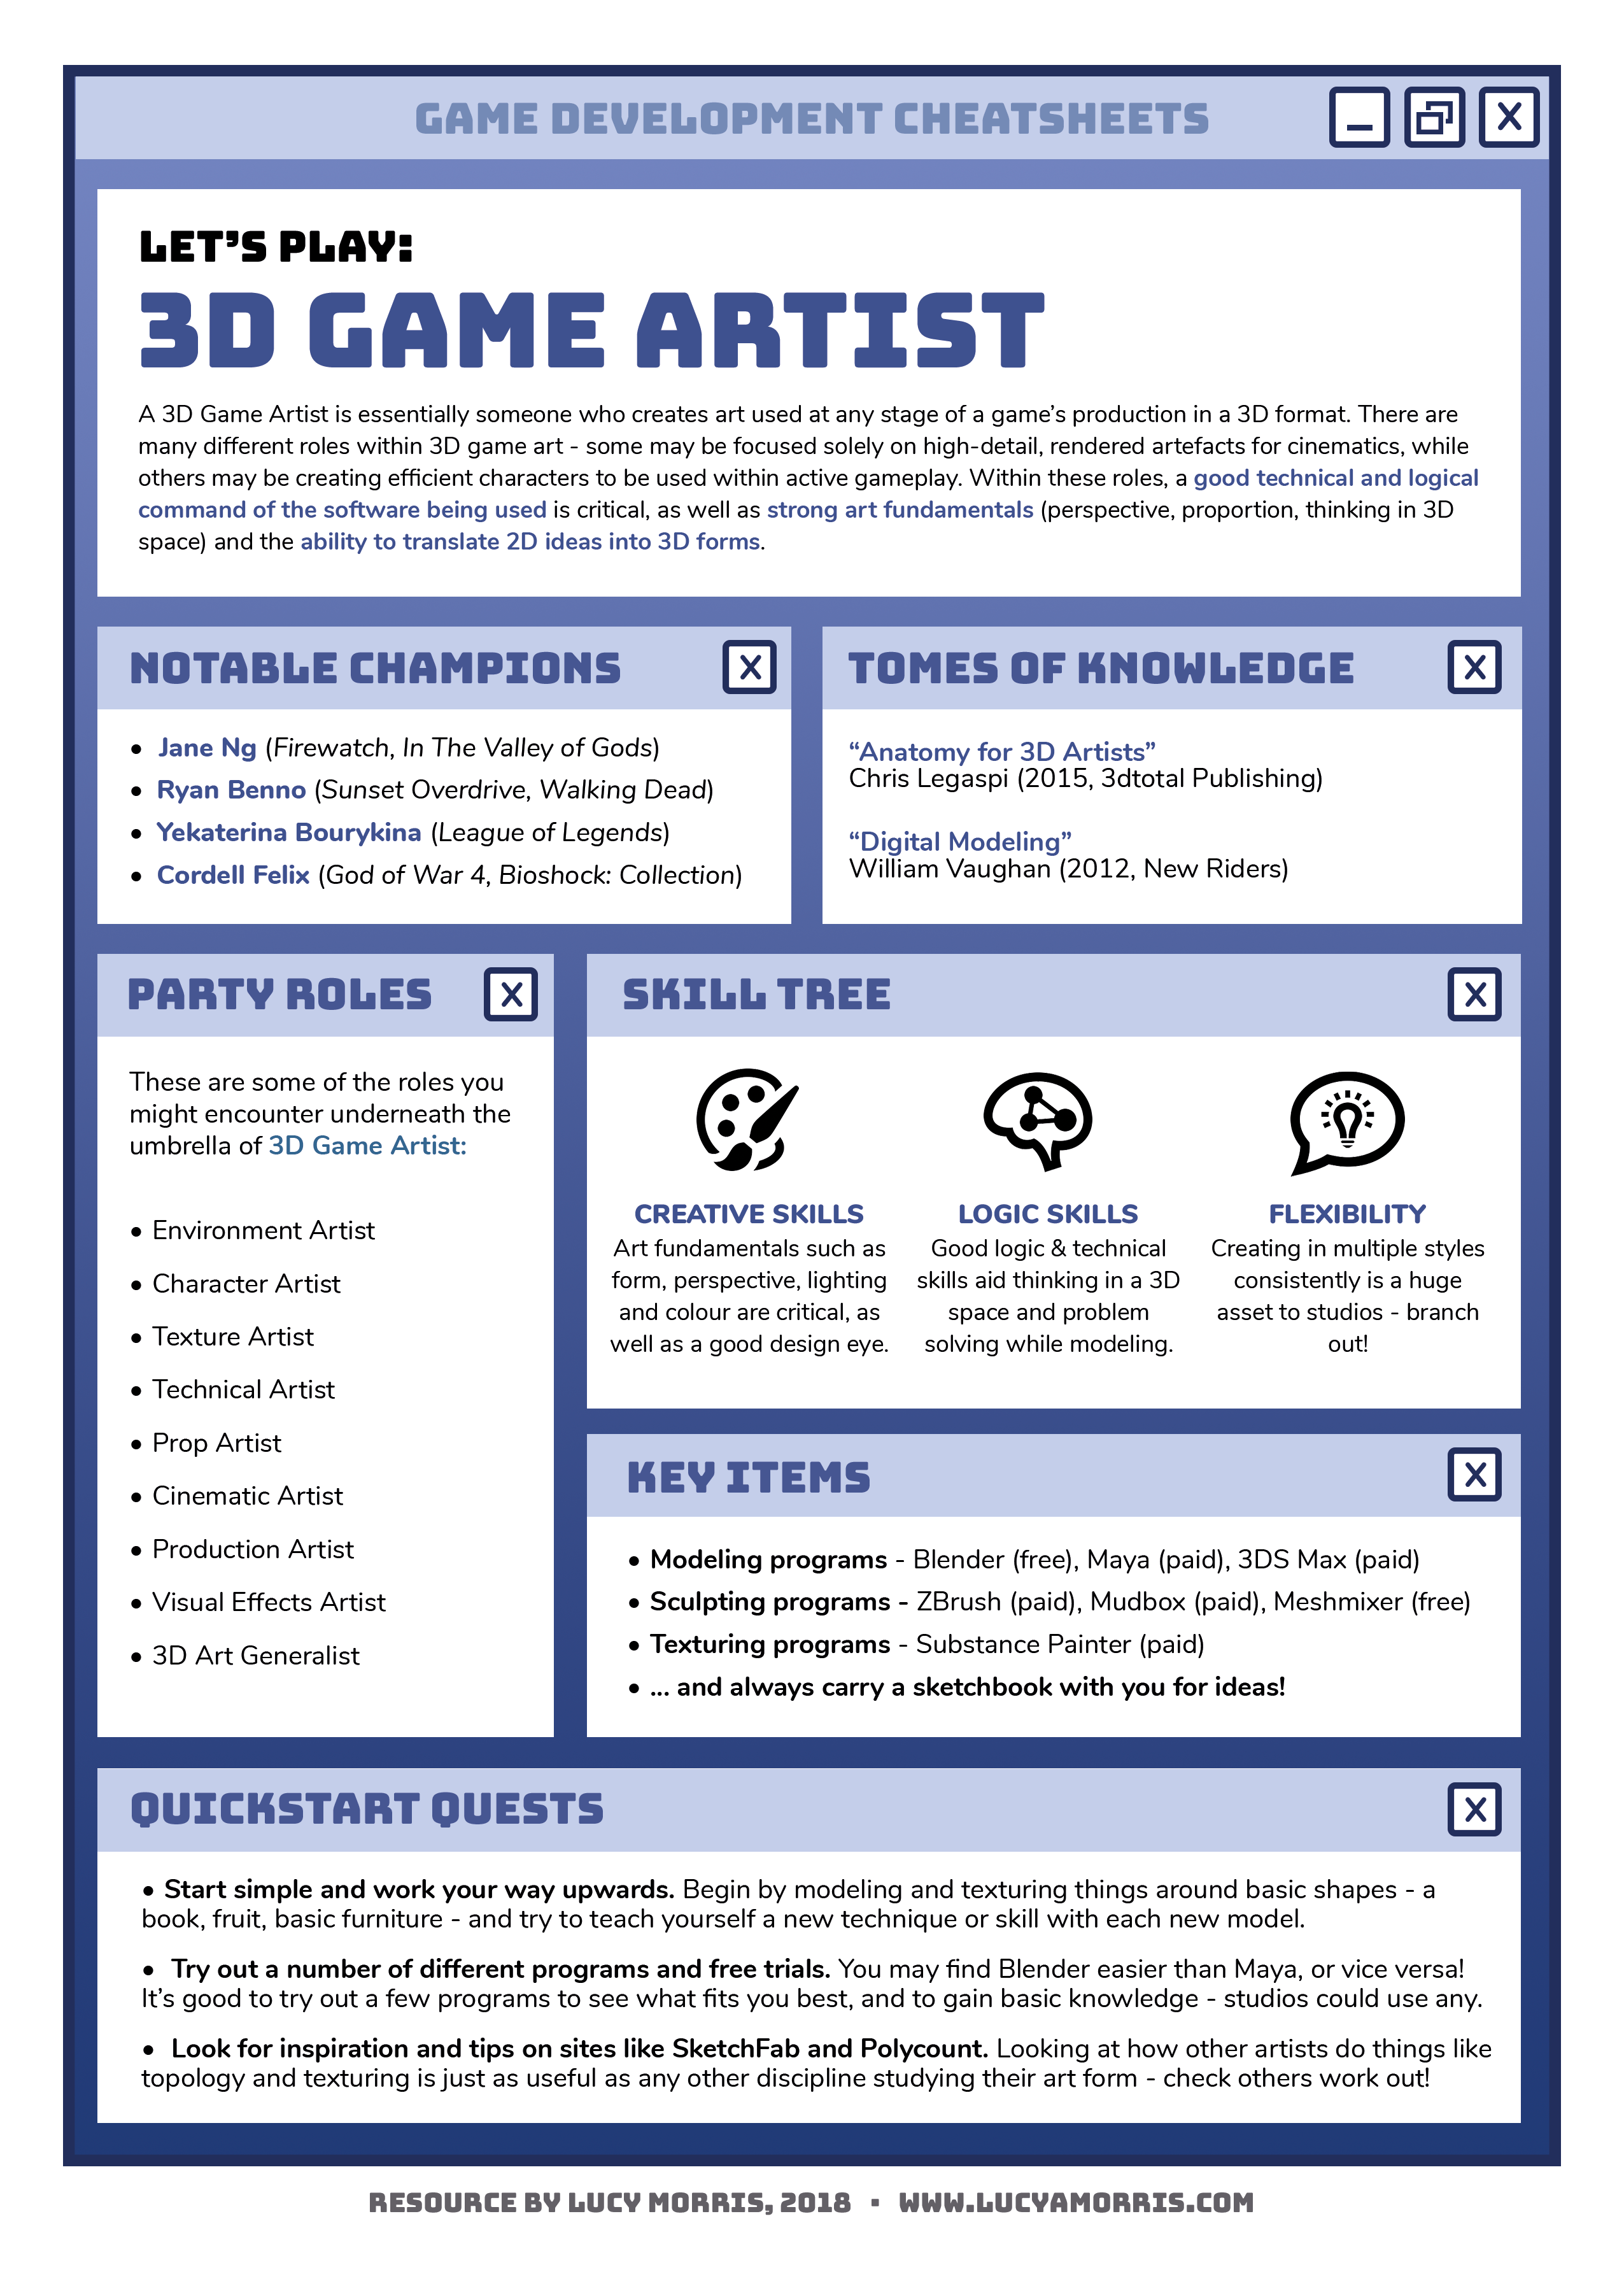 GAME DEVELOPMENT CHEATSHEETS
LET'S PLAY:
3D GAME ARTIST
A 3D Game Artist is essentially someone who creates art used at any stage of a game's production in a 3D format. There are
many different roles within 3D game art - some may be focused solely on high-detail, rendered artefacts for cinematics, while
others may be creating efficient characters to be used within active gameplay. Within these roles, a good technical and logical
command of the software being used is critical, as well as strong art fundamentals (perspective, proportion, thinking in 3D
space) and the ability to translate 2D ideas into 3D forms.
NOTABLE CHAMPIONS
• Jane Ng (Firewatch, In The Valley of Gods)
• Ryan Benno (Sunset Overdrive, Walking Dead)
• Yekaterina Bourykina (League of Legends)
• Cordell Felix (God of War 4, Bioshock: Collection)
TOMES OF KNOWLEDGE
“Anatomy for 3D Artists”
Chris Legaspi (2015, 3dtotal Publishing)
“Digital Modeling”
William Vaughan (2012, New Riders)
PARTY ROLES
These are some of the roles you
might encounter underneath the
umbrella of 3D Game Artist:
• Environment Artist
• Character Artist
• Texture Artist
• Technical Artist
• Prop Artist
• Cinematic Artist
• Production Artist
• Visual Effects Artist
• 3D Art Generalist
SKILL TREE
CREATIVE SKILLS
Art fundamentals such as
form, perspective, lighting
and colour are critical, as
well as a good design eye.
LOGIC SKILLS
Good logic & technical
skills aid thinking in a 3D
space and problem
solving while modeling.
FLEXIBILITY
Creating in multiple styles
consistently is a huge
asset to studios - branch
out!
KEY ITEMS
• Modeling programs - Blender (free), Maya (paid), 3DS Max (paid)
• Sculpting programs - ZBrush (paid), Mudbox (paid), Meshmixer (free)
• Texturing programs - Substance Painter (paid)
• ... and always carry a sketchbook with you for ideas!
QUICKSTART QUESTS
• Start simple and work your way upwards. Begin by modeling and texturing things around basic shapes - a
book, fruit, basic furniture - and try to teach yourself a new technique or skill with each new model.
• Try out a number of different programs and free trials. You may find Blender easier than Maya, or vice versa!
It's good to try out a few programs to see what fits you best, and to gain basic knowledge - studios could use any.
• Look for inspiration and tips on sites like SketchFab and Polycount. Looking at how other artists do things like
topology and texturing is just as useful as any other discipline studying their art form - check others work out!
RESOURCE BY LUCY MORRIS, 2018 · WWW.LUCYAMORRIS.COM